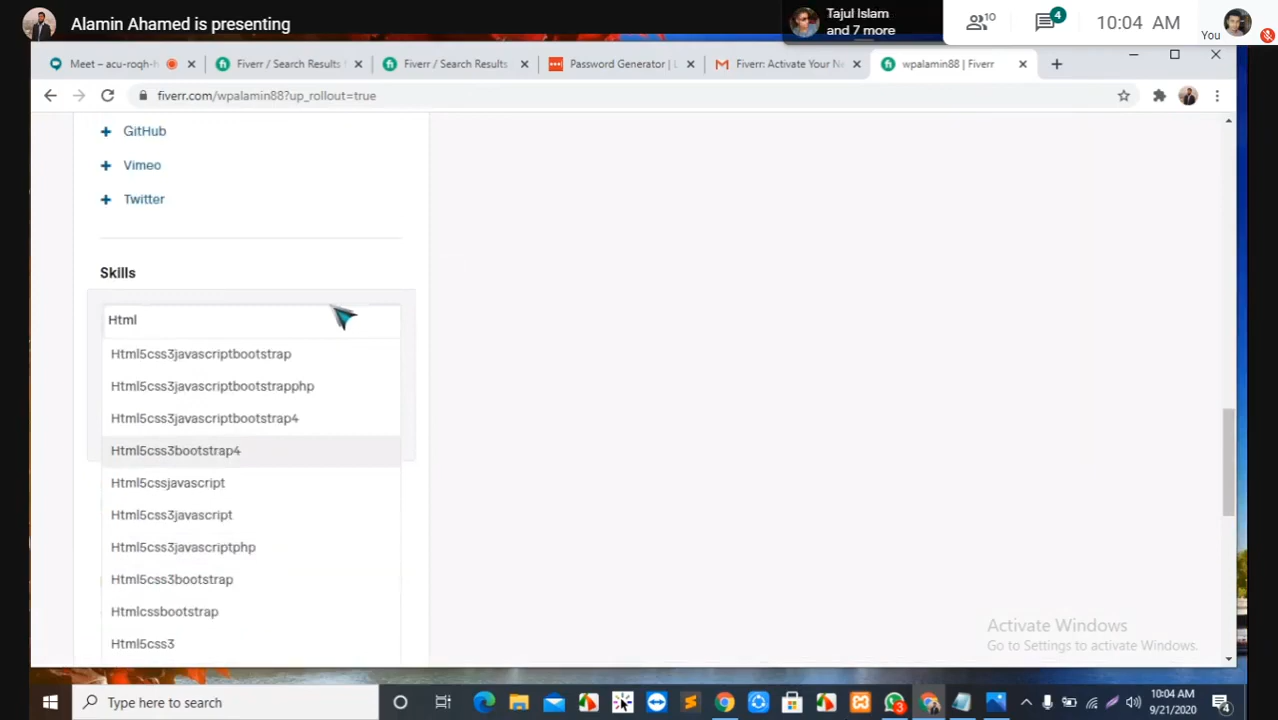 Alamin Ahamed is presenting
Tajul Islam
and 7 more
10
4
10:04 AM
You
Meet – acu-roqh-
Fiverr / Search Results
Fiverr / Search Results
Password Generator | L
Fiverr: Activate Your Ne
wpalamin88 | Fiverr
fiverr.com/wpalamin88?up_rollout=true
GitHub
Vimeo
Twitter
Skills
Html
Html5css3javascriptbootstrap
Html5css3javascriptbootstrapphp
Html5css3javascriptbootstrap4
Html5css3bootstrap4
Html5cssjavascript
Html5css3javascript
Html5css3javascriptphp
Html5css3bootstrap
Htmlcssbootstrap
Html5css3
Activate Windows
Go to Settings to activate Windows.
Type here to search
3
10:04 AM
9/21/2020
4